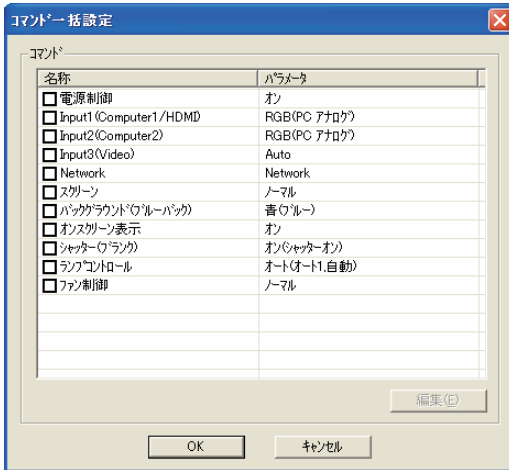 コマンド一括設定
コマンド
名称 パラメータ
電源制御 オン
Input1(Computer1/HDMI) RGB(PC アナログ)
Input2(Computer2) RGB(PC アナログ)
Input3(Video) Auto
Network Network
スクリーン ノーマル
バックグラウンド(ブルーバック) 青(ブルー)
オンスクリーン表示 オン
シャッター(ブランク) オン(シャッターオン)
ランプコントロール オート(オート1,自動)
ファン制御 ノーマル
編集(E)
OK キャンセル